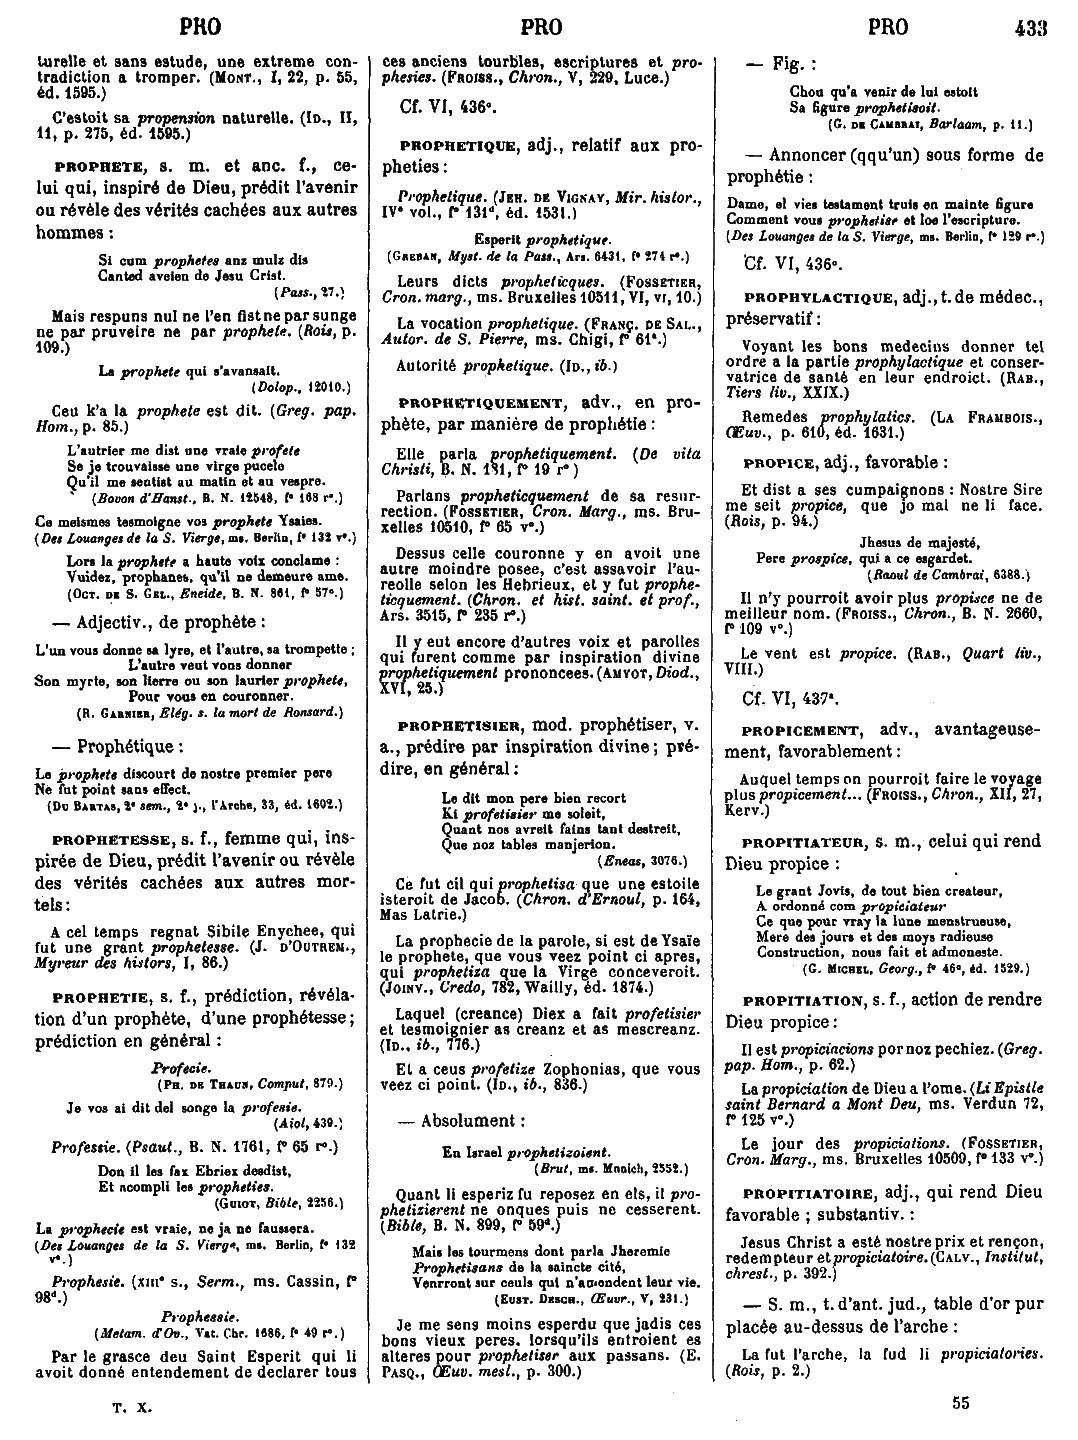 PRO PRO PRO 433
turelle et sans estude, une extreme con-
tradiction a tromper. (MONT., I, 22, p. 55,
éd. 1595.)
C'estoit sa propension naturelle. (ID., II,
11, p. 275, éd. 1595.)
PROPHETE, s. m. et anc. f., ce-
lui qui, inspiré de Dieu, prédit l'avenir
ou révèle des vérités cachées aux autres
hommes :
Si cum prophetes anz mulz dis
Canted aveien de Jesu Crist.
(Pass., 27.)
Mais respuns nul ne l'en fist ne par sunge
ne par pruveire ne par prophete. (Rois, p.
109.)
La prophete qui s'avansait.
(Dolop., 12010.)
Ceu k'a la prophete est dit. (Greg. pap.
Hom., p. 85.)
L'autrier me dist une vraie profete
Se je trouvaisse une virge pucele
Qu'il me sentist au matin et au vespre.
(Bovon d'Hanst., B. N. 12548, f° 168 r°.)
Ce meismes tesmoigne vos prophete Ysaies.
(Des Louanges de la S. Vierge, ms. Berlin, f° 132 v°.)
Lors la prophete a haute voix conclame :
Vuidez, prophanes, qu'il ne demeure ame.
(OCT. DE S. GEL., Eneide, B. N. 861, f° 57°.)
— Adjectiv., de prophète :
L'un vous donne sa lyre, et l'autre, sa trompette ;
L'autre veut vous donner
Son myrte, son lierre ou son laurier prophete,
Pour vous en couronner.
(R. GARNIER, Elég. s. la mort de Ronsard.)
— Prophétique :
Le prophete discourt de nostre premier pere
Ne fut point sans effect.
(DU BARTAS, 2° sem., 2° j., l'Arche, 33, éd. 1602.)
PROPHETESSE, s. f., femme qui, ins-
pirée de Dieu, prédit l'avenir ou révèle
des vérités cachées aux autres mor-
tels :
A cel temps regnat Sibile Enychee, qui
fut une grant prophetesse. (J. D'OUTREM.,
Myreur des histors, I, 86.)
PROPHETIE, s. f., prédiction, révéla-
tion d'un prophète, d'une prophétesse ;
prédiction en général :
Profecie.
(PH. DE THAUN, Comput, 879.)
Je vos ai dit del songe la profesie.
(Aiol, 439.)
Professie. (Psaut., B. N. 1761, f° 65 r°.)
Don il les fax Ebriex desdist,
Et acompli les propheties.
(GUIOT, Bible, 2256.)
La prophecie est vraie, ne ja ne faussera.
(Des Louanges de la S. Vierge, ms. Berlin, f° 132
v°.)
Prophesie. (XIII° s., Serm., ms. Cassin, f°
98d.)
Prophessie.
(Metam. d'Ov., Vat. Chr. 1686, f° 49 r°.)
Par le grasce deu Saint Esperit qui li
avoit donné entendement de declarer tous
T. X.
ces anciens tourbles, escriptures et pro-
phesies. (FROISS., Chron., V, 229, Luce.)
Cf. VI, 436ª.
PROPHETIQUE, adj., relatif aux pro-
pheties :
Prophetique. (JEH. DE VIGNAY, Mir. histor.,
IV° vol., f° 131d, éd. 1531.)
Esperit prophetique.
(GREBAN, Myst. de la Pass., Ars. 6431, f° 274 r°.)
Leurs dicts propheticques. (FOSSETIER,
Cron. marg., ms. Bruxelles 10511, VI, VI, 10.)
La vocation prophetique. (FRANÇ. DE SAL.,
Autor. de S. Pierre, ms. Chigi, f° 61ª.)
Autorité prophetique. (ID., ib.)
PROPHETIQUEMENT, adv., en pro-
phète, par manière de prophétie :
Elle parla prophetiquement. (De vita
Christi, B. N. 181, f° 19 r°)
Parlans propheticquement de sa resur-
rection. (FOSSETIER, Cron. Marg., ms. Bru-
xelles 10510, f° 65 v°.)
Dessus celle couronne y en avoit une
autre moindre posee, c'est assavoir l'au-
reolle selon les Hebrieux, et y fut prophe-
ticquement. (Chron. et hist. saint. et prof.,
Ars. 3515, f° 235 r°.)
Il y eut encore d'autres voix et parolles
qui furent comme par inspiration divine
prophetiquement prononcees. (AMYOT, Diod.,
XVI, 25.)
PROPHETISIER, mod. prophétiser, v.
a., prédire par inspiration divine ; pré-
dire, en général :
Le dit mon pere bien recort
Ki profetisier me soleit,
Quant nos avreit fains tant destreit,
Que noz tables manjerion.
(Eneas, 3076.)
Ce fut cil qui prophetisa que une estoile
isteroit de Jacob. (Chron. d'Ernoul, p. 164,
Mas Latrie.)
La prophecie de la parole, si est de Ysaïe
le prophete, que vous veez point ci apres,
qui prophetiza que la Virge conceveroit.
(JOINV., Credo, 782, Wailly, éd. 1874.)
Laquel (creance) Diex a fait profetisier
et tesmoignier as creanz et as mescreanz.
(ID., ib., 776.)
Et a ceus profetize Zophonias, que vous
veez ci point. (ID., ib., 836.)
— Absolument :
En Israel prophetizoient.
(Brut, ms. Munich, 2552.)
Quant li esperiz fu reposez en els, il pro-
phetizierent ne onques puis ne cesserent.
(Bible, B. N. 899, f° 59d.)
Mais les tourmens dont parla Jheremie
Prophetisans de la saincte cité,
Venrront sur ceuls qui n'amendent leur vie.
(EUST. DESCH., Œuvr., V, 231.)
Je me sens moins esperdu que jadis ces
bons vieux peres, lorsqu'ils entroient es
alteres pour prophetiser aux passans. (E.
PASQ., Œuv. mesl., p. 300.)
— Fig. :
Chou qu'a venir de lui estoit
Sa figure prophetisoit.
(G. DE CAMBRAI, Barlaam, p. 11.)
— Annoncer (qqu'un) sous forme de
prophétie :
Dame, el vies testament truis en mainte figure
Comment vous prophetise et loe l'escripture.
(Des Louanges de la S. Vierge, ms. Berlin, f° 129 r°.)
Cf. VI, 436°.
PROPHYLACTIQUE, adj., t. de médec.,
préservatif :
Voyant les bons medecins donner tel
ordre a la partie prophylactique et conser-
vatrice de santé en leur endroict. (RAB.,
Tiers liv., XXIX.)
Remedes prophylatics. (LA FRAMBOIS.,
Œuv., p. 610, éd. 1631.)
PROPICE, adj., favorable :
Et dist a ses cumpaignons : Nostre Sire
me seit propice, que jo mal ne li face.
(Rois, p. 94.)
Jhesus de majesté,
Pere prospice, qui a ce esgardet.
(Raoul de Cambrai, 6388.)
Il n'y pourroit avoir plus propisce ne de
meilleur nom. (FROISS., Chron., B. N. 2660,
f° 109 v°.)
Le vent est propice. (RAB., Quart liv.,
VIII.)
Cf. VI, 437ª.
PROPICEMENT, adv., avantageuse-
ment, favorablement :
Auquel temps on pourroit faire le voyage
plus propicement... (FROISS., Chron., XII, 27,
Kerv.)
PROPITIATEUR, s. m., celui qui rend
Dieu propice :
Le grant Jovis, de tout bien createur,
A ordonné com propiciateur
Ce que pour vray la lune menstrueuse,
Mere des jours et des moys radieuse
Construction, nous fait et admoneste.
(G. MICHEL, Georg., f° 46°, éd. 1529.)
PROPITIATION, s. f., action de rendre
Dieu propice :
Il est propiciacions por noz pechiez. (Greg.
pap. Hom., p. 62.)
La propiciation de Dieu a l'ome. (Li Epistle
saint Bernard a Mont Deu, ms. Verdun 72,
f° 125 v°.)
Le jour des propiciations. (FOSSETIER,
Cron. Marg., ms. Bruxelles 10509, f° 133 v°.)
PROPITIATOIRE, adj., qui rend Dieu
favorable ; substantiv. :
Jesus Christ a esté nostre prix et rençon,
redempteur et propiciatoire. (CALV., Institut,
chrest., p. 392.)
— S. m., t. d'ant. jud., table d'or pur
placée au-dessus de l'arche :
La fut l'arche, la fud li propiciatories.
(Rois, p. 2.)
55